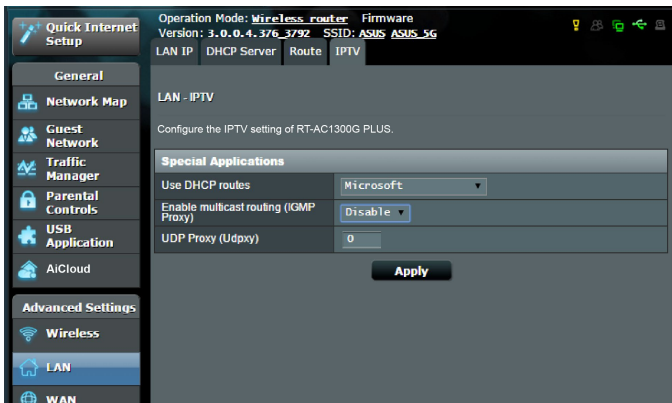 Quick Internet
Setup
Operation Mode: Wireless router Firmware
Version: 3.0.0.4.376_3792 SSID: ASUS ASUS_5G
LAN IP DHCP Server Route IPTV
General
Network Map
Guest
Network
Traffic
Manager
Parental
Controls
USB
Application
AiCloud
Advanced Settings
Wireless
LAN
WAN
LAN - IPTV
Configure the IPTV setting of RT-AC1300G PLUS.
Special Applications
Use DHCP routes Microsoft
Enable multicast routing (IGMP
Proxy) Disable
UDP Proxy (Udpxy) 0
Apply